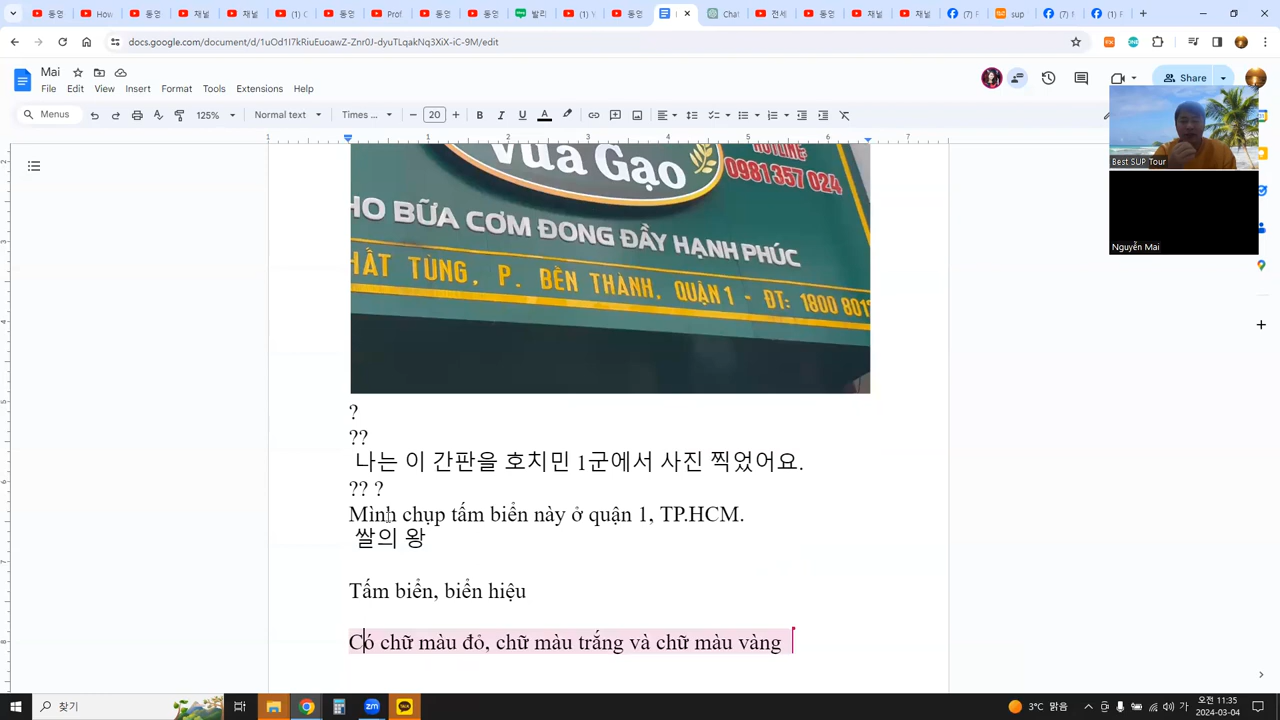 docs.google.com/document/d/1uOd1I7kRiuEuoawZ-Znr0J-dyuTLqakNq3XiX-iC-9M/edit
Mai
Share
File Edit View Insert Format Tools Extensions Help
Menus 125% Normal text Times ... 20
Best SUP Tour
Nguyễn Mai
Vua Gạo
HOTLINE:
0981 357 024
HO BỮA CƠM ĐONG ĐẦY HẠNH PHÚC
HẤT TÙNG, P. BẾN THÀNH, QUẬN 1 - ĐT: 1800 801
?
??
나는 이 간판을 호치민 1군에서 사진 찍었어요.
?? ?
Mình chụp tấm biển này ở quận 1, TP.HCM.
쌀의 왕
Tấm biển, biển hiệu
Có chữ màu đỏ, chữ màu trắng và chữ màu vàng
찾기
3°C 맑음
오전 11:35
2024-03-04